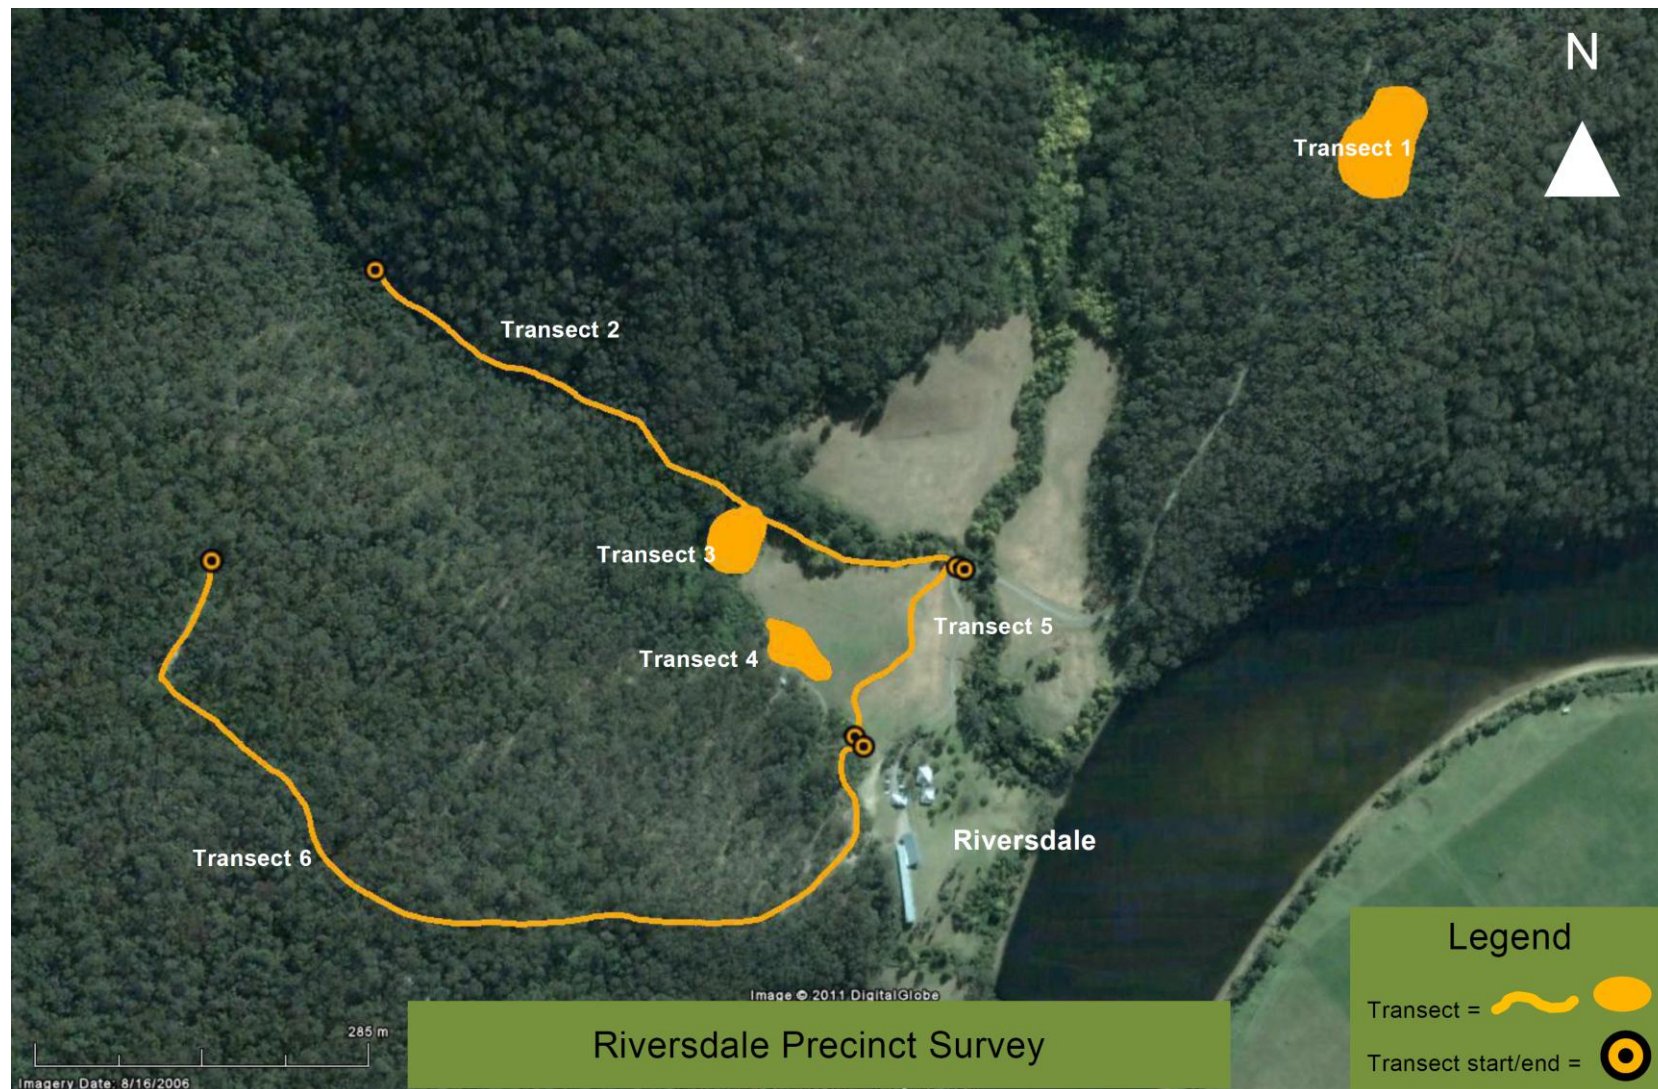 N
Transect 1
Transect 2
Transect 3
Transect 5
Transect 4
Riversdale
Transect 6
Legend
Transect =
Transect start/end =
Image © 2011 DigitalGlobe
Riversdale Precinct Survey
285 m
Imagery Date: 8/16/2006